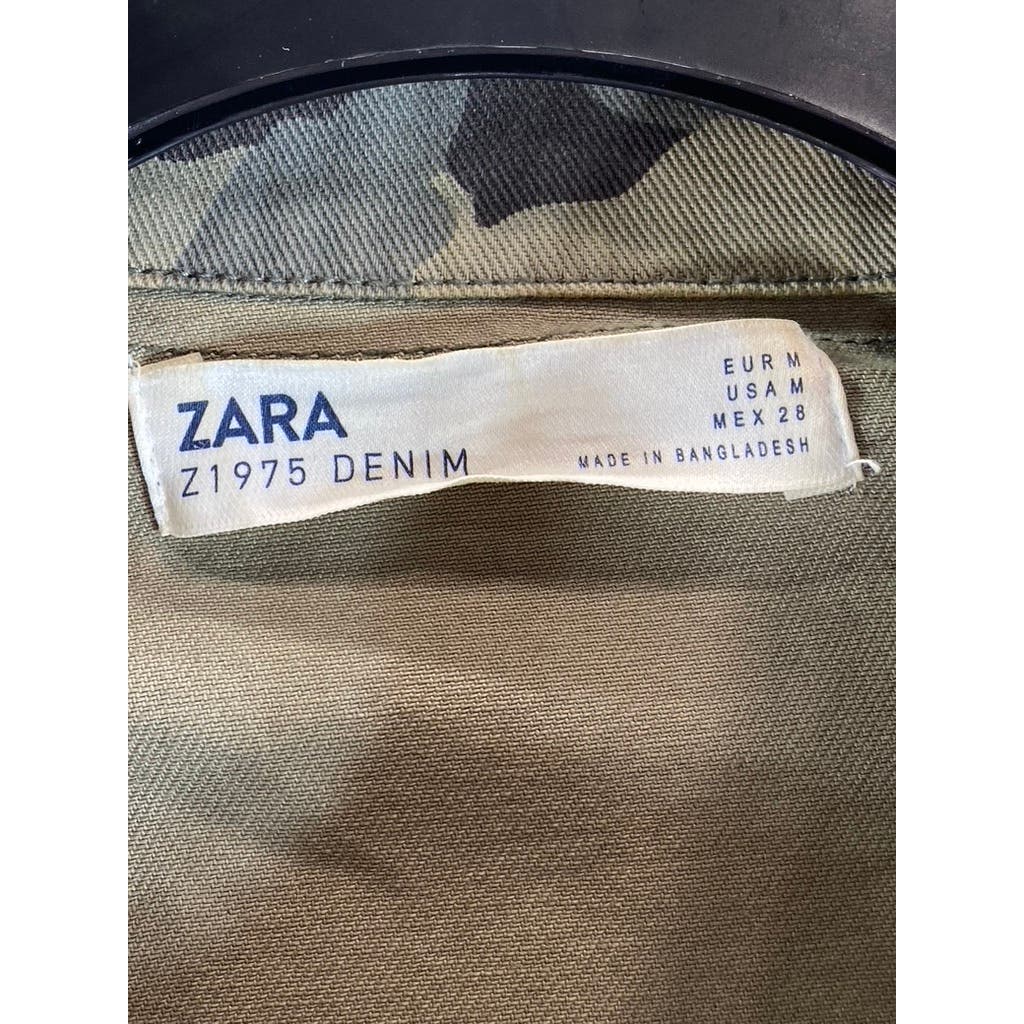 ZARA
Z1975 DENIM
EUR M
USA M
MEX 28
MADE IN BANGLADESH